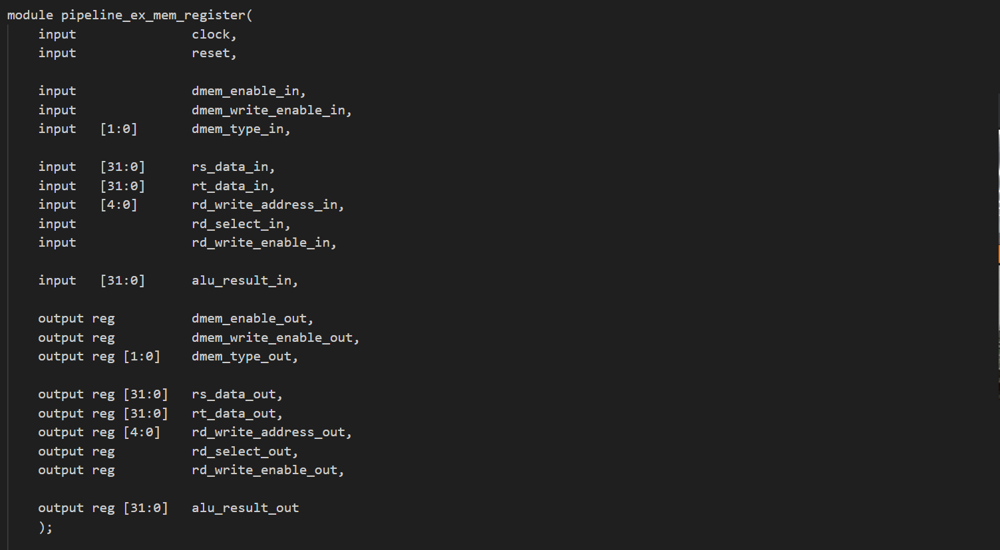 module pipeline_ex_mem_register(
input clock,
input reset,
input dmem_enable_in,
input dmem_write_enable_in,
input [1:0] dmem_type_in,
input [31:0] rs_data_in,
input [31:0] rt_data_in,
input [4:0] rd_write_address_in,
input rd_select_in,
input rd_write_enable_in,
input [31:0] alu_result_in,
output reg dmem_enable_out,
output reg dmem_write_enable_out,
output reg [1:0] dmem_type_out,
output reg [31:0] rs_data_out,
output reg [31:0] rt_data_out,
output reg [4:0] rd_write_address_out,
output reg rd_select_out,
output reg rd_write_enable_out,
output reg [31:0] alu_result_out
);